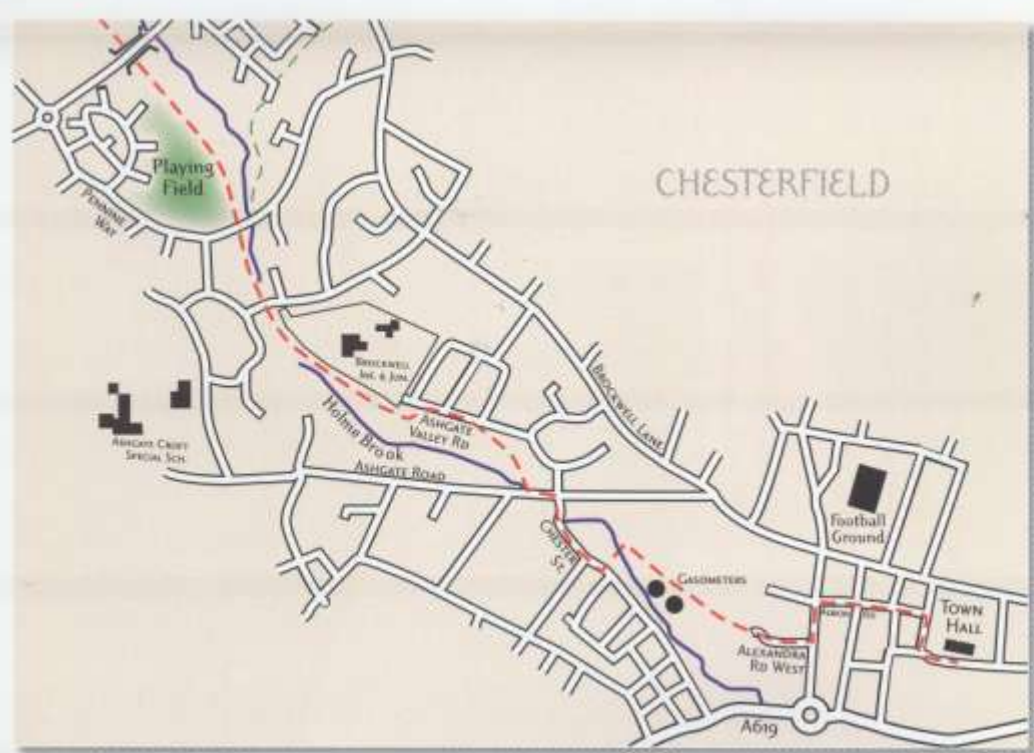 CHESTERFIELD
Playing
Field
PENNINE
WAY
BROCKWELL
INF. & JUN.
BROCKWELL LANE
ASHGATE
VALLEY RD
Holme Brook
ASHGATE CROFT
SPECIAL SCH.
ASHGATE ROAD
Football
Ground
CHESTER
ST.
GASOMETERS
TOWN
HALL
ALEXANDRA
RD WEST
A619